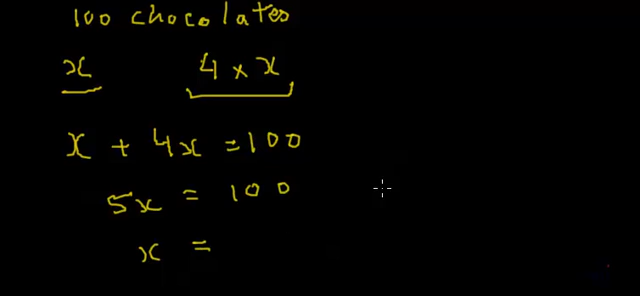 100 chocolates
x 4 × x
x + 4x = 100
5x = 100
x =